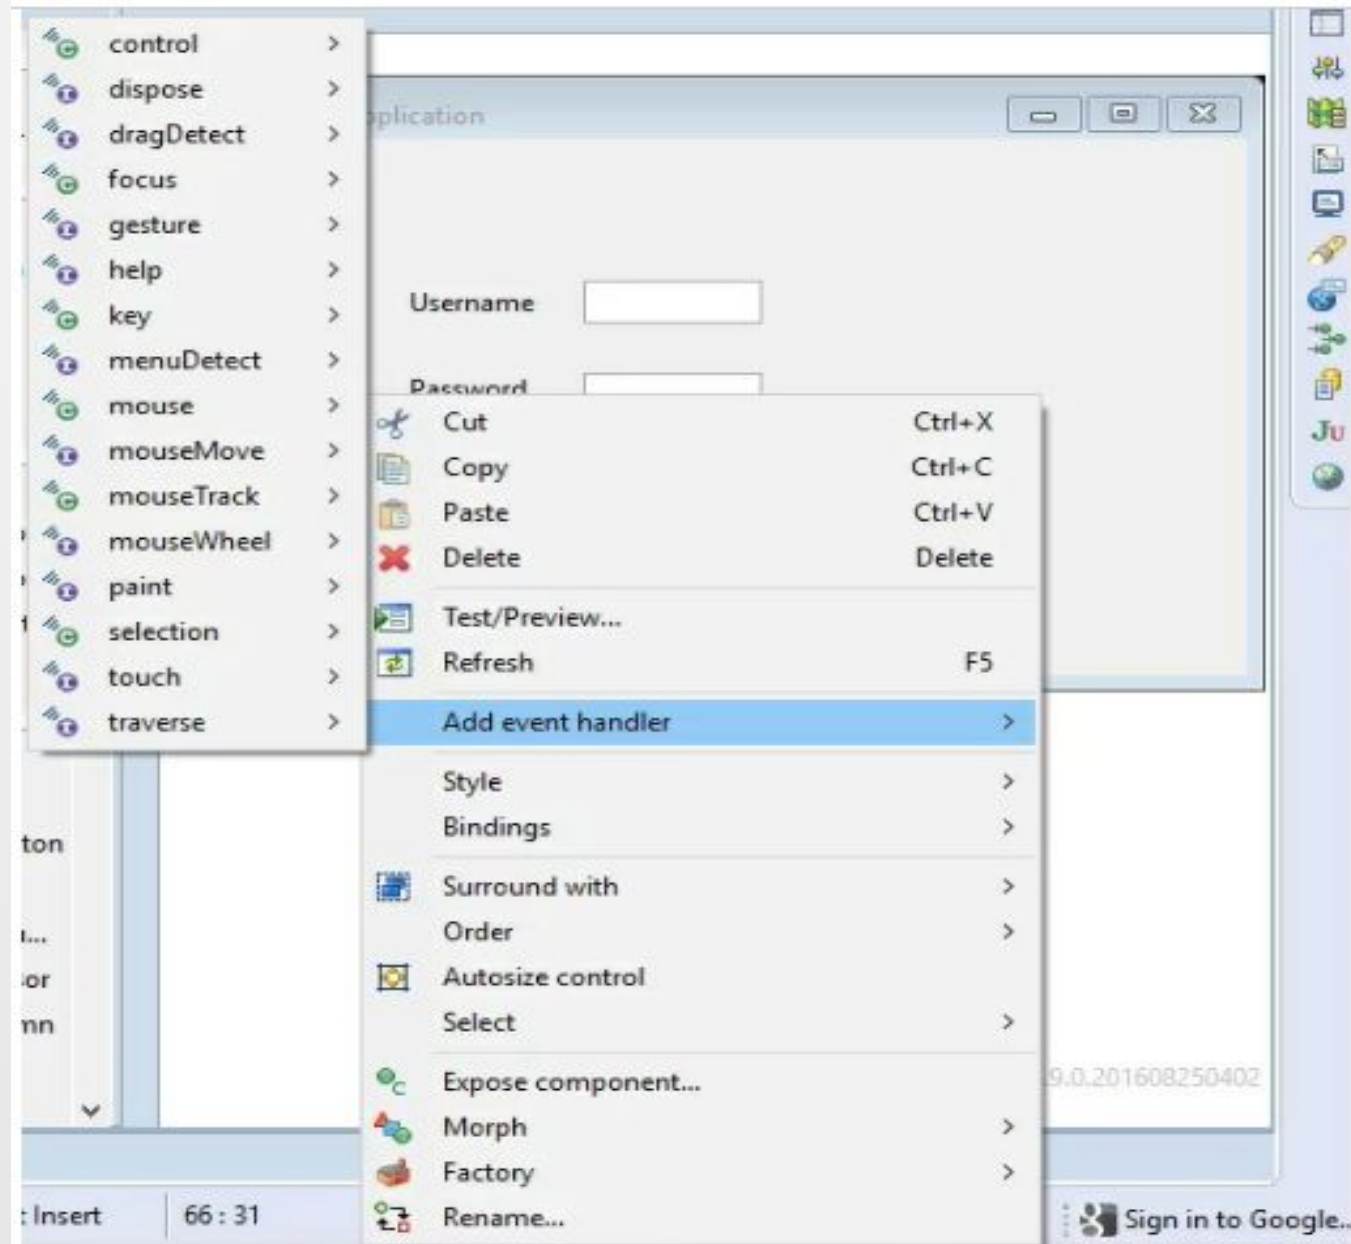 control
dispose
dragDetect
focus
gesture
help
key
menuDetect
mouse
mouseMove
mouseTrack
mouseWheel
paint
selection
touch
traverse
plication
Username
Password
Cut Ctrl+X
Copy Ctrl+C
Paste Ctrl+V
Delete Delete
Test/Preview...
Refresh F5
Add event handler
Style
Bindings
Surround with
Order
Autosize control
Select
Expose component...
Morph
Factory
Rename...
ton
or
mn
9.0.201608250402
Insert 66 : 31
Sign in to Google..
Ju